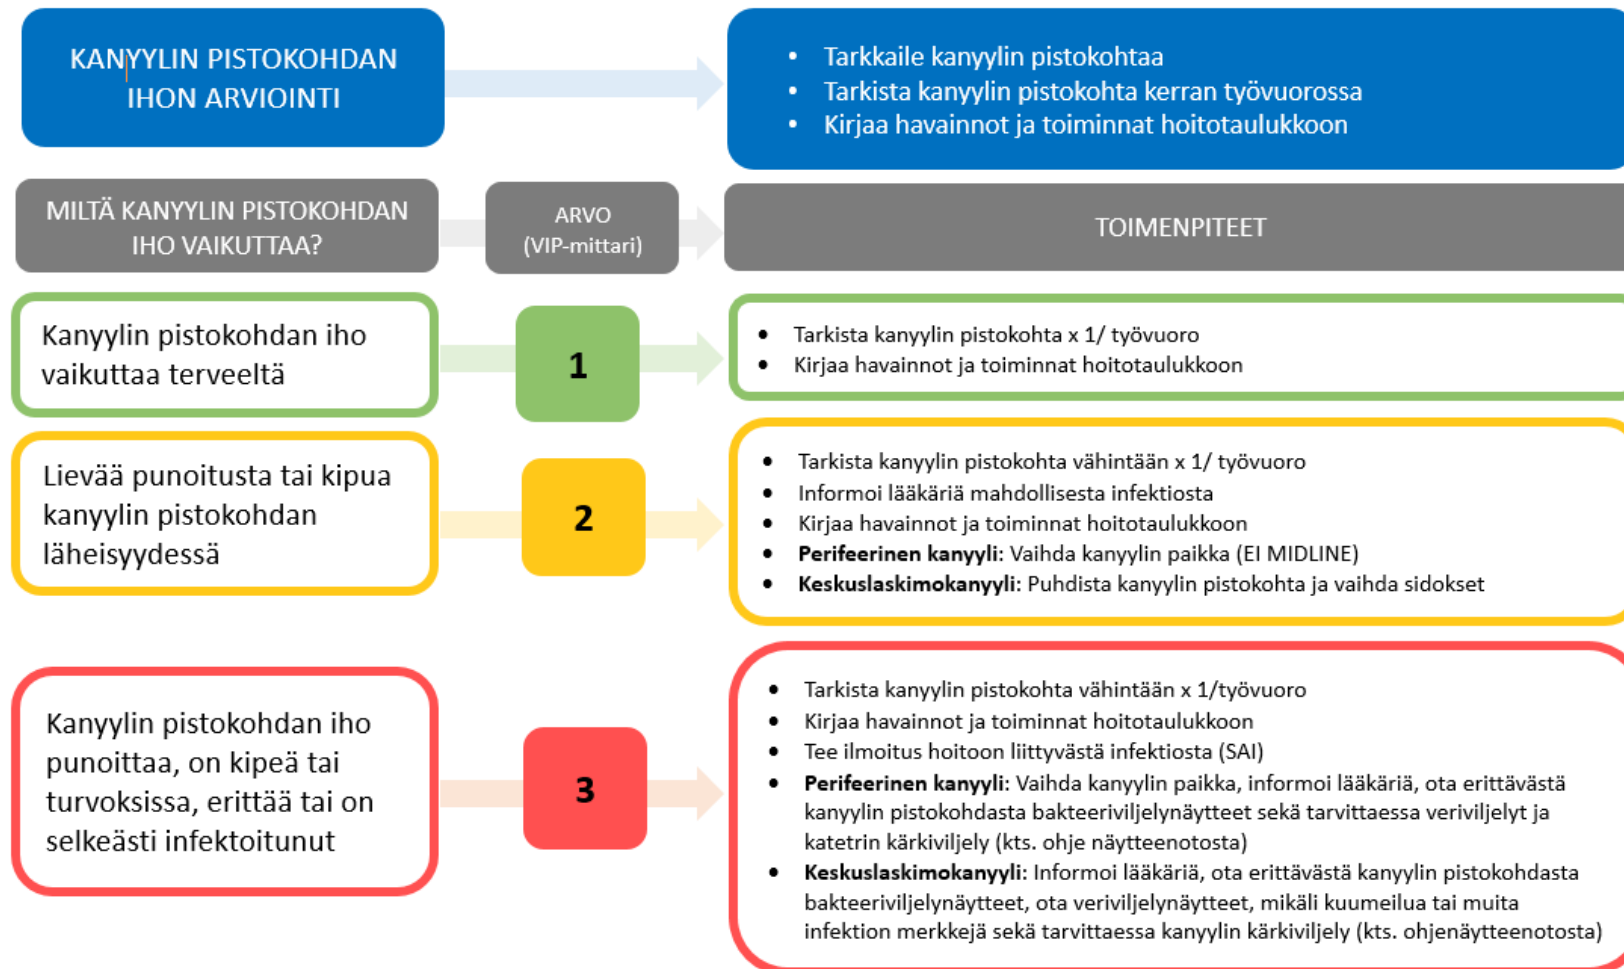 KANYYLIN PISTOKOHDAN
IHON ARVIOINTI
• Tarkkaile kanyylin pistokohtaa
• Tarkista kanyylin pistokohta kerran työvuorossa
• Kirjaa havainnot ja toiminnat hoitotaulukkoon
MILTÄ KANYYLIN PISTOKOHDAN
IHO VAIKUTTAA?
ARVO
(VIP-mittari)
TOIMENPITEET
Kanyylin pistokohdan iho
vaikuttaa terveeltä
1
• Tarkista kanyylin pistokohta x 1/ työvuoro
• Kirjaa havainnot ja toiminnat hoitotaulukkoon
Lievää punoitusta tai kipua
kanyylin pistokohdan
läheisyydessä
2
• Tarkista kanyylin pistokohta vähintään x 1/ työvuoro
• Informoi lääkäriä mahdollisesta infektiosta
• Kirjaa havainnot ja toiminnat hoitotaulukkoon
• Perifeerinen kanyyli: Vaihda kanyylin paikka (EI MIDLINE)
• Keskuslaskimokanyyli: Puhdista kanyylin pistokohta ja vaihda sidokset
Kanyylin pistokohdan iho
punoittaa, on kipeä tai
turvoksissa, erittää tai on
selkeästi infektoitunut
3
• Tarkista kanyylin pistokohta vähintään x 1/työvuoro
• Kirjaa havainnot ja toiminnat hoitotaulukkoon
• Tee ilmoitus hoitoon liittyvästä infektiosta (SAI)
• Perifeerinen kanyyli: Vaihda kanyylin paikka, informoi lääkäriä, ota erittävästä
kanyylin pistokohdasta bakteeriviljelynäytteet sekä tarvittaessa veriviljelyt ja
katetrin kärkiviljely (kts. ohje näytteenotosta)
• Keskuslaskimokanyyli: Informoi lääkäriä, ota erittävästä kanyylin pistokohdasta
bakteeriviljelynäytteet, ota veriviljelynäytteet, mikäli kuumeilua tai muita
infektion merkkejä sekä tarvittaessa kanyylin kärkiviljely (kts. ohjenäytteenotosta)